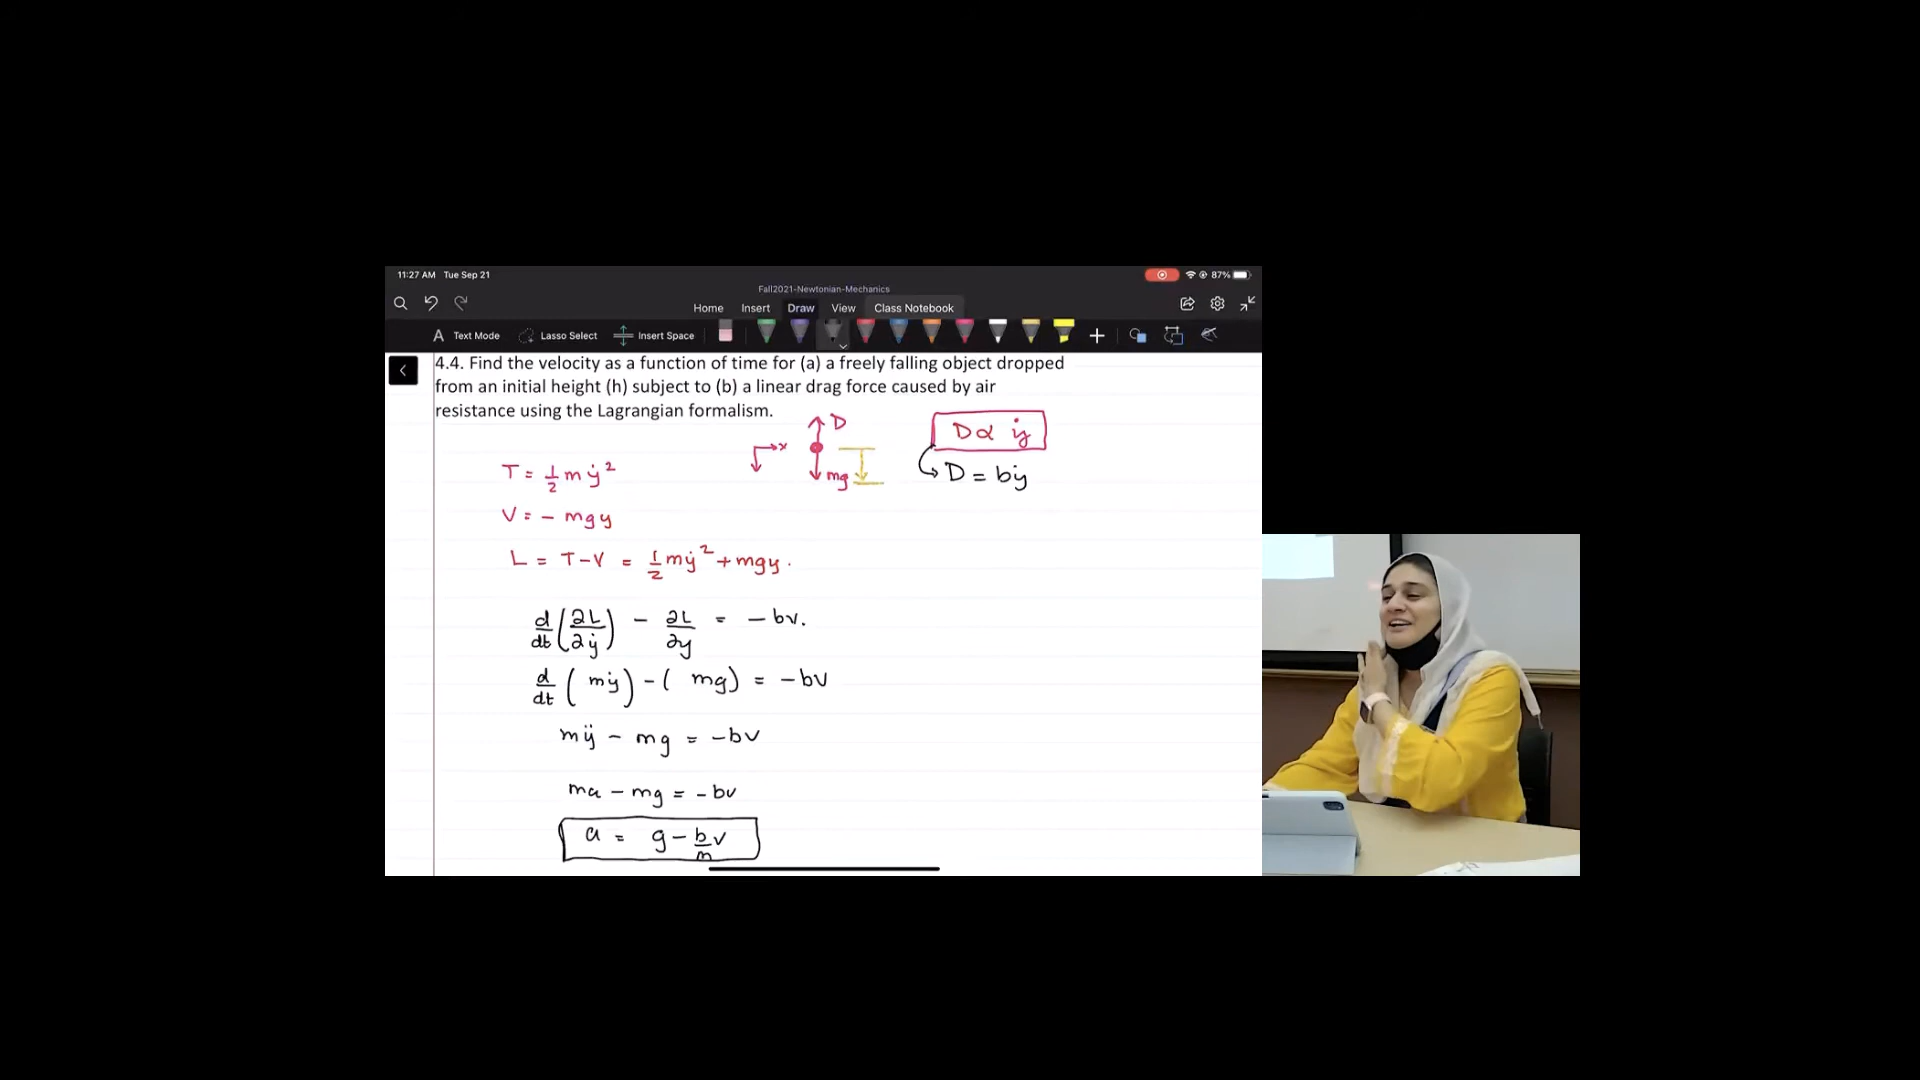 11:27 AM Tue Sep 21
87%
Fall2021-Newtonian-Mechanics
Home Insert Draw View Class Notebook
A Text Mode Lasso Select Insert Space
4.4. Find the velocity as a function of time for (a) a freely falling object dropped
from an initial height (h) subject to (b) a linear drag force caused by air
resistance using the Lagrangian formalism.
D
x
mg
D ∝ ẏ
D = bẏ
T = 1/2 m ẏ²
V = - mgy
L = T - V = 1/2 mẏ² + mgy.
d/dt (∂L/∂ẏ) - ∂L/∂y = - bv.
d/dt ( mẏ) - ( mg) = - bv
mÿ - mg = - bv
ma - mg = - bv
a = g - b/m v